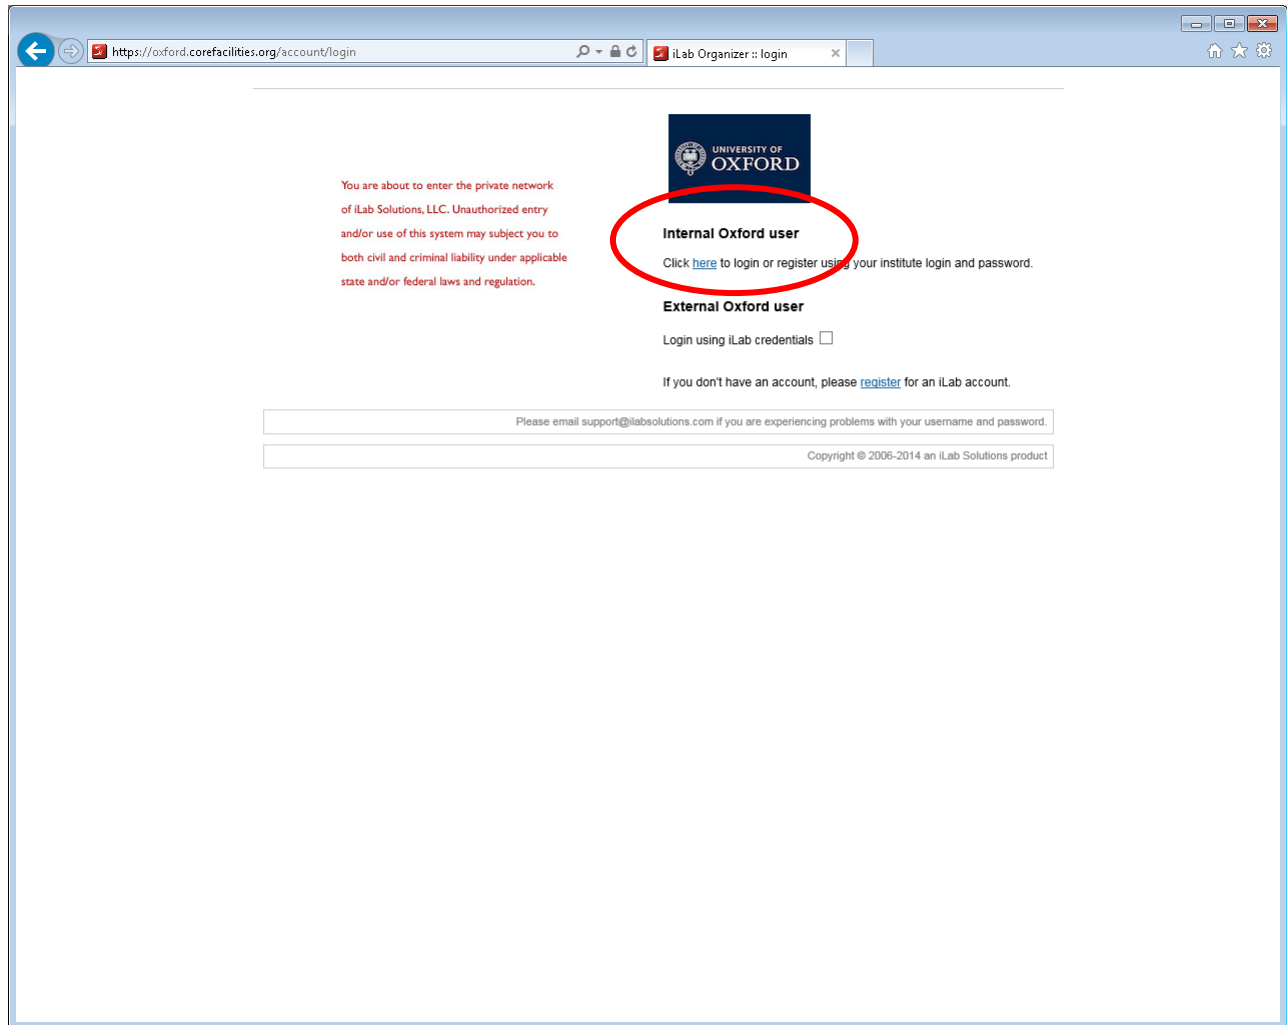 https://oxford.corefacilities.org/account/login
iLab Organizer :: login
UNIVERSITY OF
OXFORD
You are about to enter the private network
of iLab Solutions, LLC. Unauthorized entry
and/or use of this system may subject you to
both civil and criminal liability under applicable
state and/or federal laws and regulation.
Internal Oxford user
Click here to login or register using your institute login and password.
External Oxford user
Login using iLab credentials
If you don't have an account, please register for an iLab account.
Please email support@ilabsolutions.com if you are experiencing problems with your username and password.
Copyright © 2006-2014 an iLab Solutions product